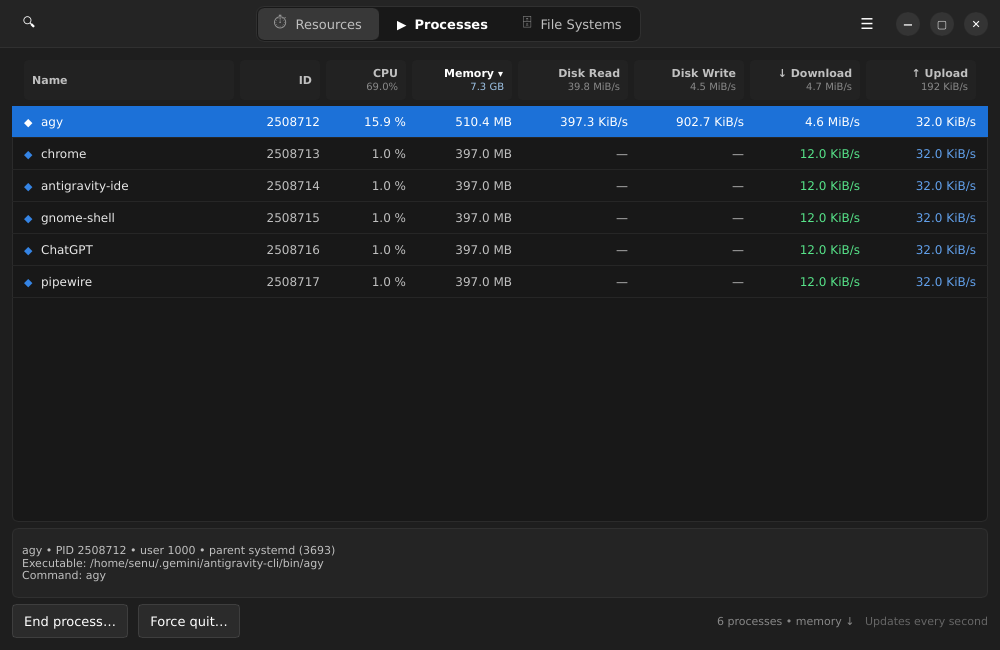 Resources
Processes
File Systems
Name ID CPU Memory ▾ Disk Read Disk Write ↓ Download ↑ Upload
69.0% 7.3 GB 39.8 MiB/s 4.5 MiB/s 4.7 MiB/s 192 KiB/s
agy 2508712 15.9 % 510.4 MB 397.3 KiB/s 902.7 KiB/s 4.6 MiB/s 32.0 KiB/s
chrome 2508713 1.0 % 397.0 MB — — 12.0 KiB/s 32.0 KiB/s
antigravity-ide 2508714 1.0 % 397.0 MB — — 12.0 KiB/s 32.0 KiB/s
gnome-shell 2508715 1.0 % 397.0 MB — — 12.0 KiB/s 32.0 KiB/s
ChatGPT 2508716 1.0 % 397.0 MB — — 12.0 KiB/s 32.0 KiB/s
pipewire 2508717 1.0 % 397.0 MB — — 12.0 KiB/s 32.0 KiB/s
agy • PID 2508712 • user 1000 • parent systemd (3693)
Executable: /home/senu/.gemini/antigravity-cli/bin/agy
Command: agy
End process…
Force quit…
6 processes • memory ↓ Updates every second